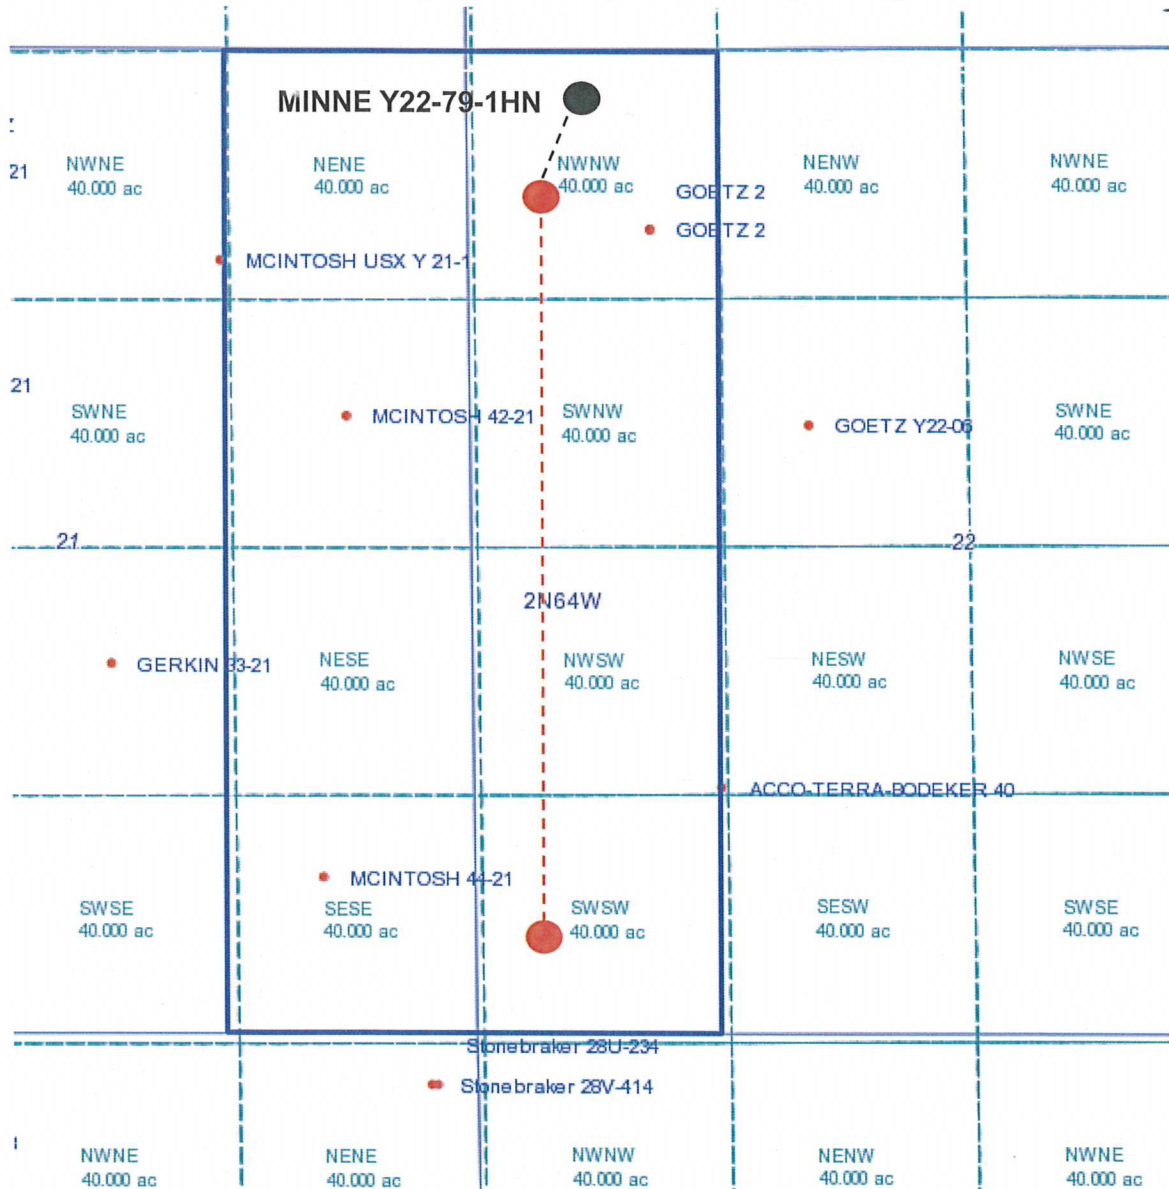 MINNE Y22-79-1HN
21
NWNE
40.000 ac
NENE
40.000 ac
NWNW
40.000 ac
NENW
40.000 ac
NWNE
40.000 ac
GOETZ 2
GOETZ 2
MCINTOSH USX Y 21-1
21
SWNE
40.000 ac
MCINTOSH 42-21
SWNW
40.000 ac
GOETZ Y22-06
SWNE
40.000 ac
21
22
2N64W
GERKIN 33-21
NESE
40.000 ac
NWSW
40.000 ac
NESW
40.000 ac
NWSE
40.000 ac
ACCO-TERRA-BODEKER 40
MCINTOSH 44-21
SWSE
40.000 ac
SESE
40.000 ac
SWSW
40.000 ac
SESW
40.000 ac
SWSE
40.000 ac
Stonebraker 28U-234
Stonebraker 28V-414
NWNE
40.000 ac
NENE
40.000 ac
NWNW
40.000 ac
NENW
40.000 ac
NWNE
40.000 ac